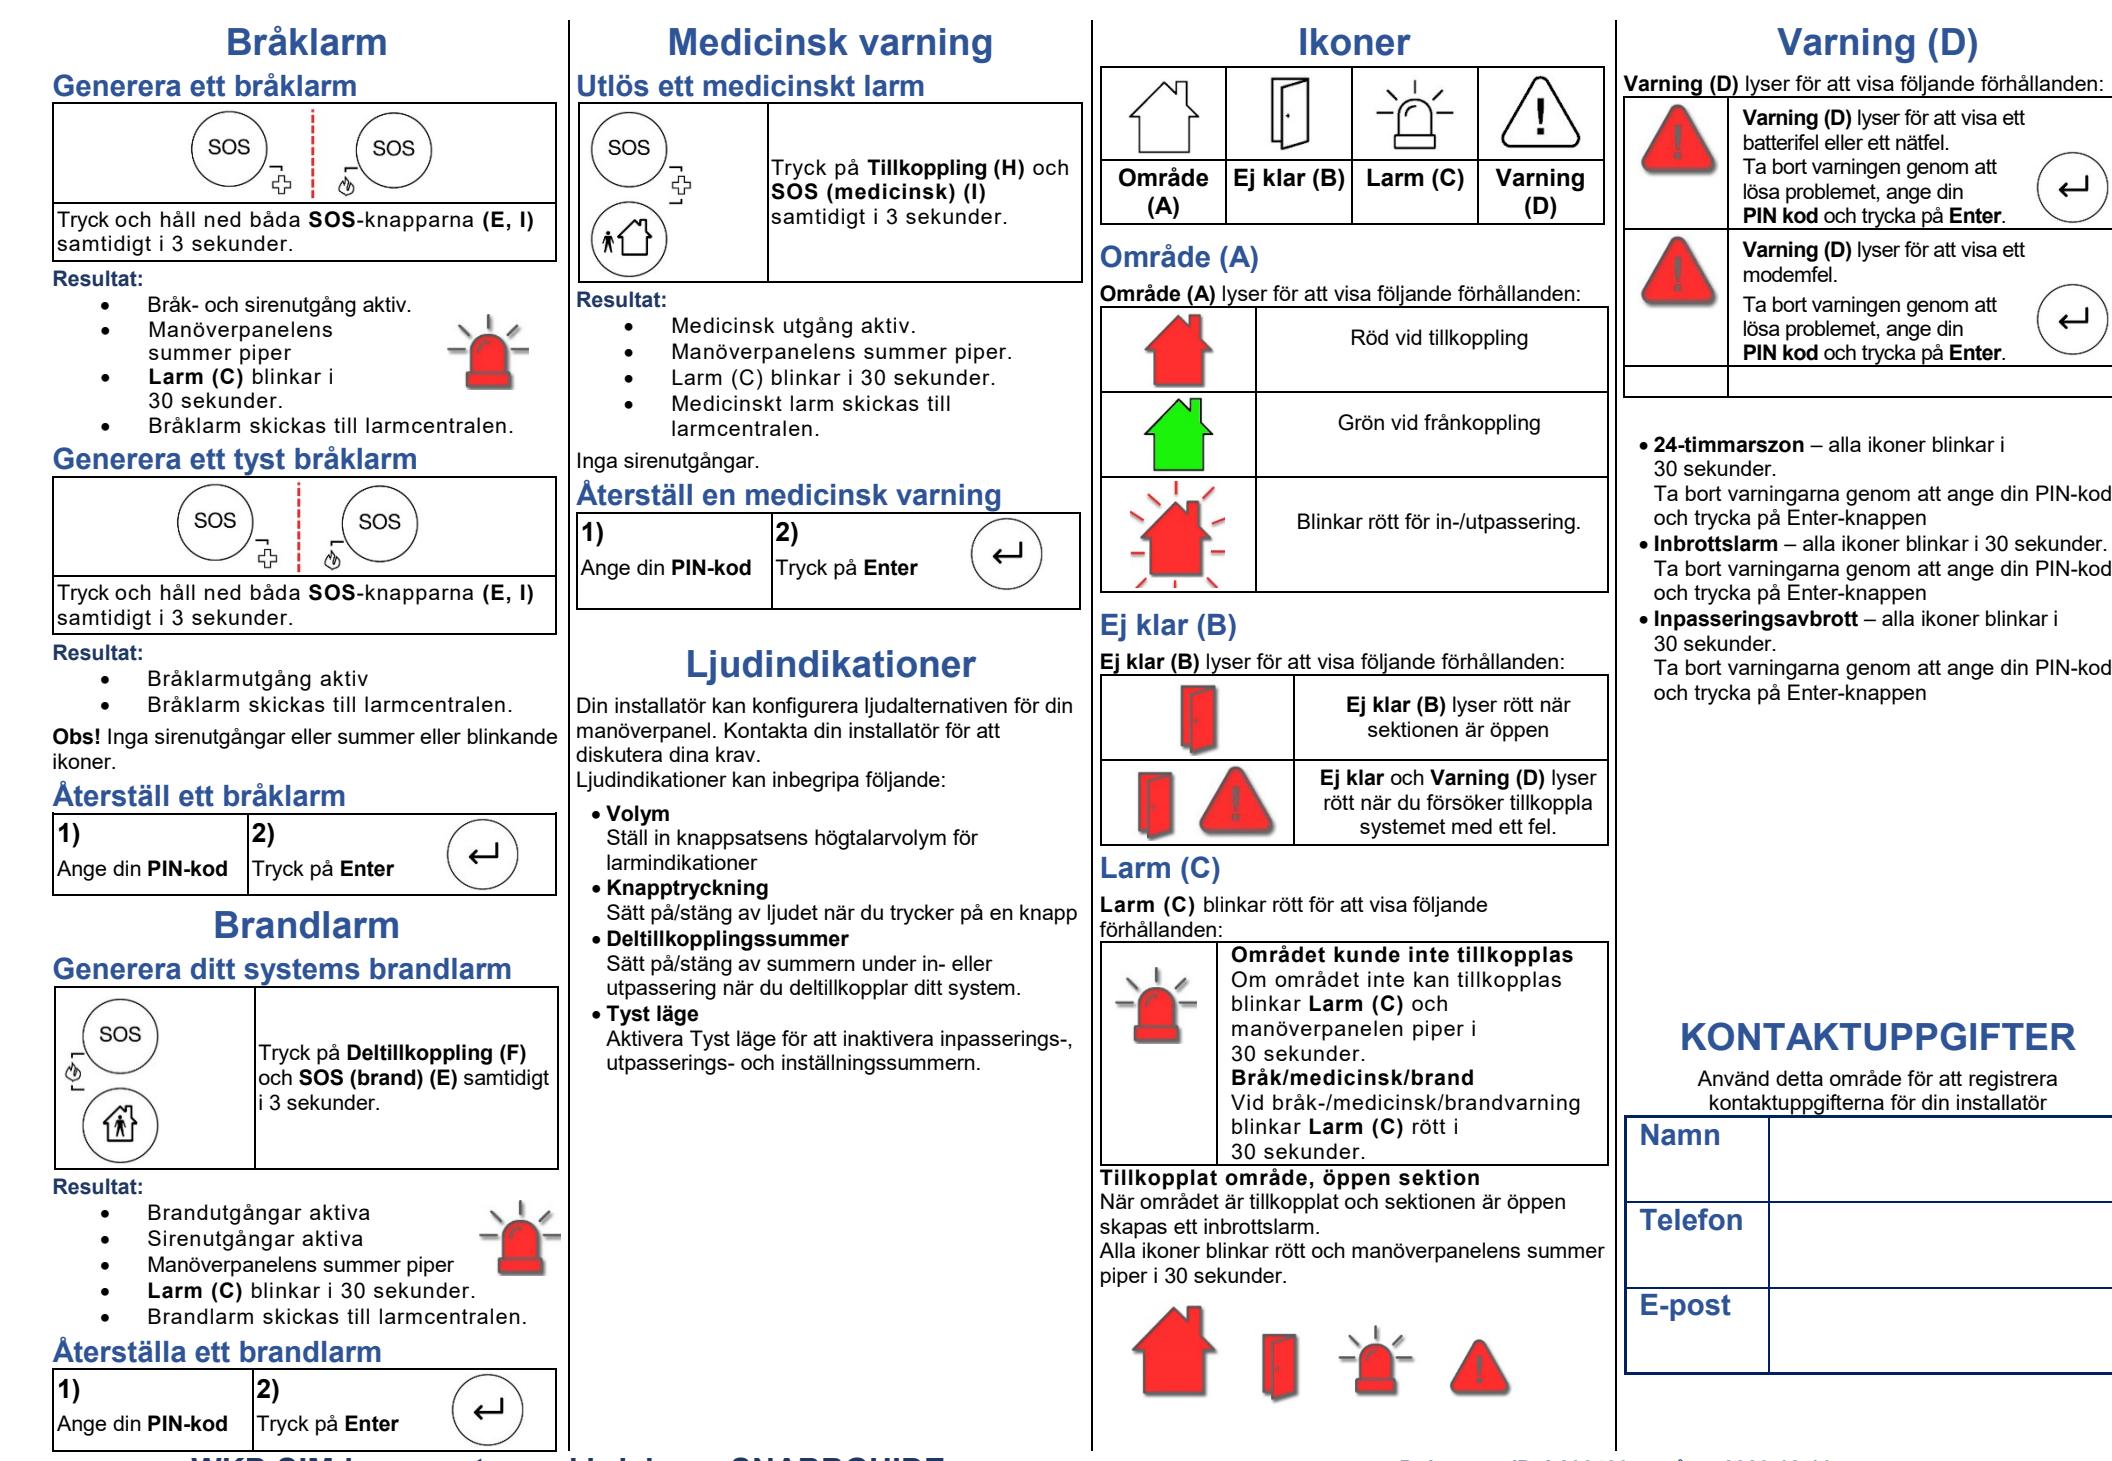 Bråklarm
Generera ett bråklarm
SOS
SOS
Tryck och håll ned båda SOS-knapparna (E, I)
samtidigt i 3 sekunder.
Resultat:
• Bråk- och sirenutgång aktiv.
• Manöverpanelens
summer piper
• Larm (C) blinkar i
30 sekunder.
• Bråklarm skickas till larmcentralen.
Generera ett tyst bråklarm
SOS
SOS
Tryck och håll ned båda SOS-knapparna (E, I)
samtidigt i 3 sekunder.
Resultat:
• Bråklarmutgång aktiv
• Bråklarm skickas till larmcentralen.
Obs! Inga sirenutgångar eller summer eller blinkande
ikoner.
Återställ ett bråklarm
1)
Ange din PIN-kod
2)
Tryck på Enter
Brandlarm
Generera ditt systems brandlarm
SOS
Tryck på Deltillkoppling (F)
och SOS (brand) (E) samtidigt
i 3 sekunder.
Resultat:
• Brandutgångar aktiva
• Sirenutgångar aktiva
• Manöverpanelens summer piper
• Larm (C) blinkar i 30 sekunder.
• Brandlarm skickas till larmcentralen.
Återställa ett brandlarm
1)
Ange din PIN-kod
2)
Tryck på Enter
Medicinsk varning
Utlös ett medicinskt larm
SOS
Tryck på Tillkoppling (H) och
SOS (medicinsk) (I)
samtidigt i 3 sekunder.
Resultat:
• Medicinsk utgång aktiv.
• Manöverpanelens summer piper.
• Larm (C) blinkar i 30 sekunder.
• Medicinskt larm skickas till
larmcentralen.
Inga sirenutgångar.
Återställ en medicinsk varning
1)
Ange din PIN-kod
2)
Tryck på Enter
Ljudindikationer
Din installatör kan konfigurera ljudalternativen för din
manöverpanel. Kontakta din installatör för att
diskutera dina krav.
Ljudindikationer kan inbegripa följande:
• Volym
Ställ in knappsatsens högtalarvolym för
larmindikationer
• Knapptryckning
Sätt på/stäng av ljudet när du trycker på en knapp
• Deltillkopplingssummer
Sätt på/stäng av summern under in- eller
utpassering när du deltillkopplar ditt system.
• Tyst läge
Aktivera Tyst läge för att inaktivera inpasserings-,
utpasserings- och inställningssummern.
Ikoner
Område
(A)
Ej klar (B)
Larm (C)
Varning
(D)
Område (A)
Område (A) lyser för att visa följande förhållanden:
Röd vid tillkoppling
Grön vid frånkoppling
Blinkar rött för in-/utpassering.
Ej klar (B)
Ej klar (B) lyser för att visa följande förhållanden:
Ej klar (B) lyser rött när
sektionen är öppen
Ej klar och Varning (D) lyser
rött när du försöker tillkoppla
systemet med ett fel.
Larm (C)
Larm (C) blinkar rött för att visa följande
förhållanden:
Området kunde inte tillkopplas
Om området inte kan tillkopplas
blinkar Larm (C) och
manöverpanelen piper i
30 sekunder.
Bråk/medicinsk/brand
Vid bråk-/medicinsk/brandvarning
blinkar Larm (C) rött i
30 sekunder.
Tillkopplat område, öppen sektion
När området är tillkopplat och sektionen är öppen
skapas ett inbrottslarm.
Alla ikoner blinkar rött och manöverpanelens summer
piper i 30 sekunder.
Varning (D)
Varning (D) lyser för att visa följande förhållanden:
Varning (D) lyser för att visa ett
batterifel eller ett nätfel.
Ta bort varningen genom att
lösa problemet, ange din
PIN kod och trycka på Enter.
Varning (D) lyser för att visa ett
modemfel.
Ta bort varningen genom att
lösa problemet, ange din
PIN kod och trycka på Enter.
• 24-timmarszon – alla ikoner blinkar i
30 sekunder.
Ta bort varningarna genom att ange din PIN-kod
och trycka på Enter-knappen
• Inbrottslarm – alla ikoner blinkar i 30 sekunder.
Ta bort varningarna genom att ange din PIN-kod
och trycka på Enter-knappen
• Inpasseringsavbrott – alla ikoner blinkar i
30 sekunder.
Ta bort varningarna genom att ange din PIN-kod
och trycka på Enter-knappen
KONTAKTUPPGIFTER
Använd detta område för att registrera
kontaktuppgifterna för din installatör
Namn
Telefon
E-post